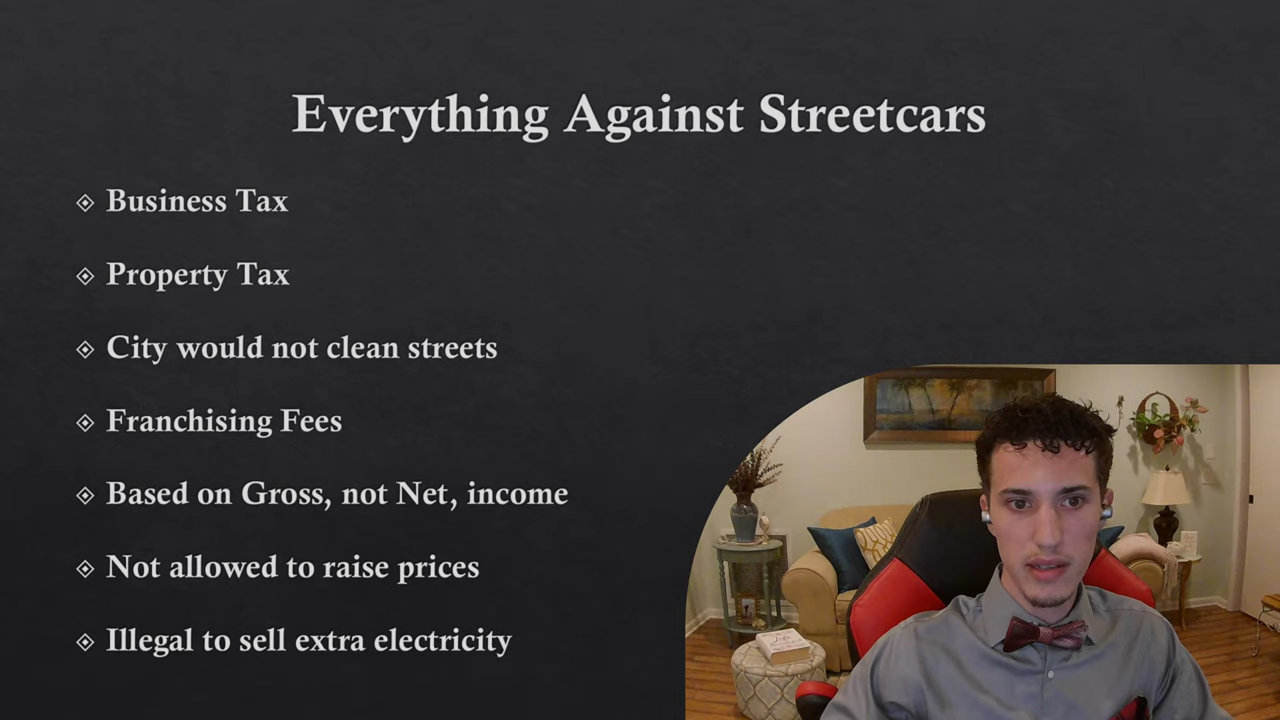 Everything Against Streetcars
Business Tax
Property Tax
City would not clean streets
Franchising Fees
Based on Gross, not Net, income
Not allowed to raise prices
Illegal to sell extra electricity